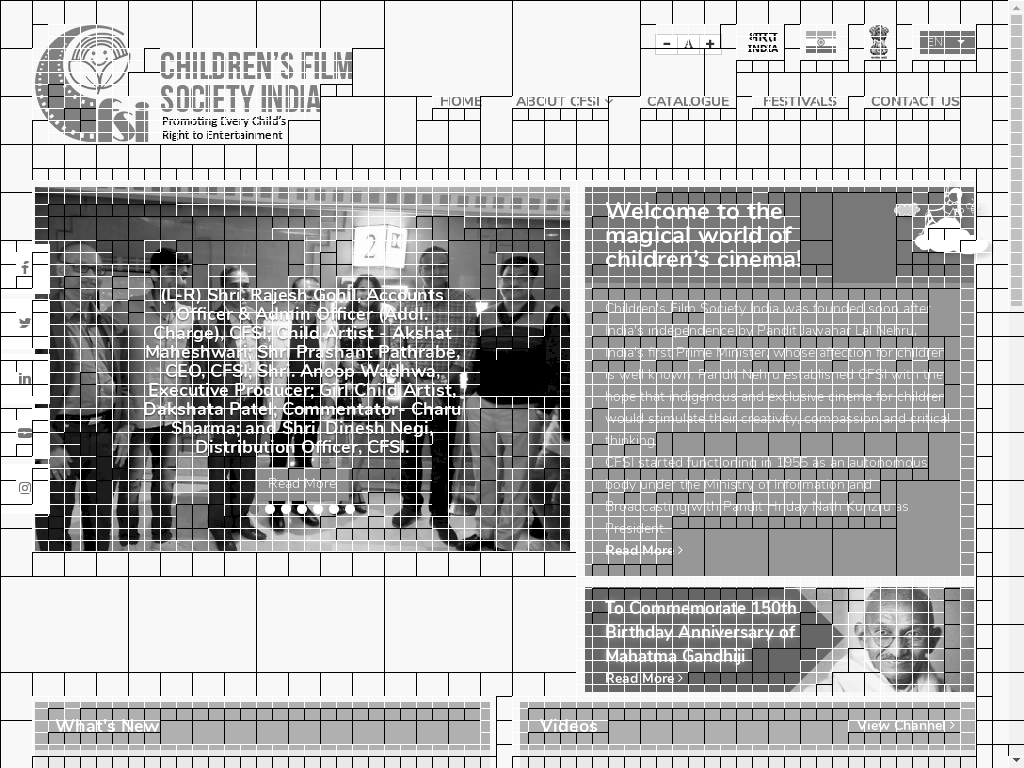 CHILDREN'S FILM
SOCIETY INDIA
Promoting Every Child's
Right to Entertainment
- A +
भारत
INDIA
EN
HOME ABOUT CFSI CATALOGUE FESTIVALS CONTACT US
(L-R) Shri. Rajesh Gohil, Accounts
Officer & Admin Officer (Addl.
Charge), CFSI; Child Artist - Akshat
Maheshwari; Shri Prashant Pathrabe,
CEO, CFSI; Shri. Anoop Wadhwa,
Executive Producer; Girl Child Artist,
Dakshata Patel; Commentator- Charu
Sharma; and Shri. Dinesh Negi,
Distribution Officer, CFSI.
Read More
2
Welcome to the
magical world of
children's cinema!
Children's Film Society India was founded soon after
India's independence by Pandit Jawahar Lal Nehru,
India's first Prime Minister, whose affection for children
is well known. Pandit Nehru established CFSI with the
hope that indigenous and exclusive cinema for children
would stimulate their creativity, compassion and critical
thinking.
CFSI started functioning in 1955 as an autonomous
body under the Ministry of Information and
Broadcasting with Pandit Hriday Nath Kunzru as
President.
Read More
To Commemorate 150th
Birthday Anniversary of
Mahatma Gandhiji
Read More
What's New
Videos
View Channel